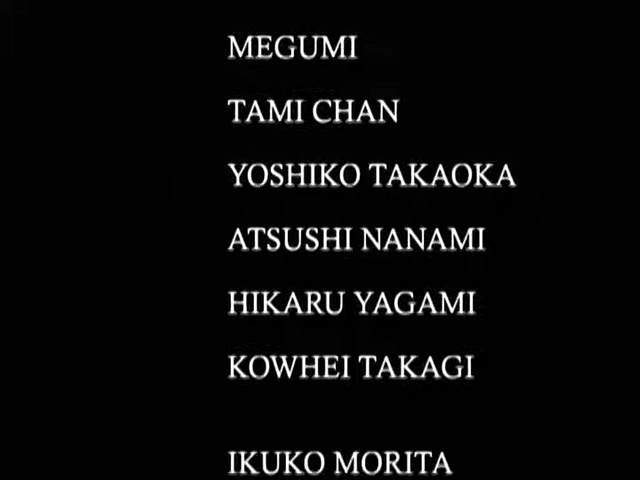 MEGUMI
TAMI CHAN
YOSHIKO TAKAOKA
ATSUSHI NANAMI
HIKARU YAGAMI
KOWHEI TAKAGI
IKUKO MORITA